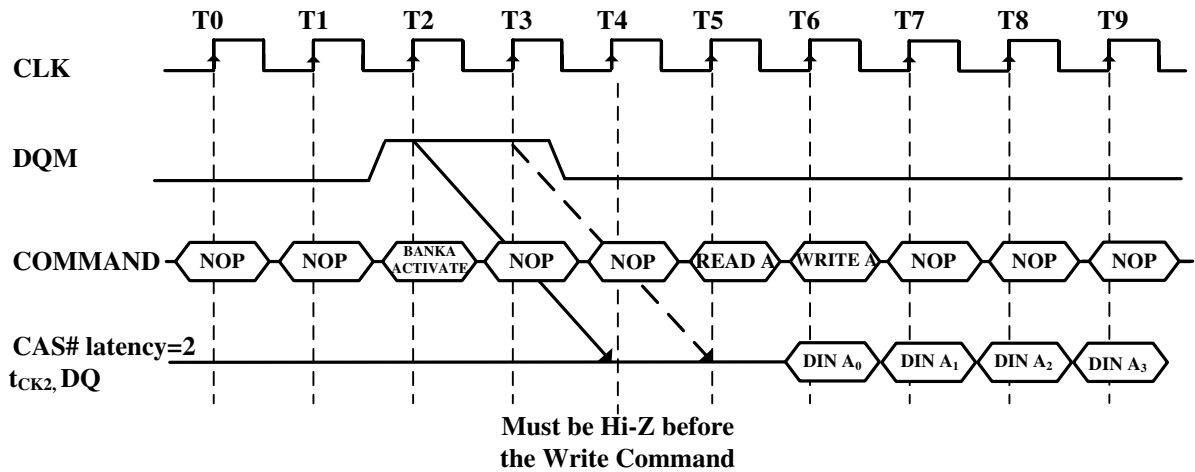 T0 T1 T2 T3 T4 T5 T6 T7 T8 T9
CLK
DQM
COMMAND NOP NOP BANKA ACTIVATE NOP NOP READ A WRITE A NOP NOP NOP
CAS# latency=2
tCK2, DQ DIN A0 DIN A1 DIN A2 DIN A3
Must be Hi-Z before
the Write Command